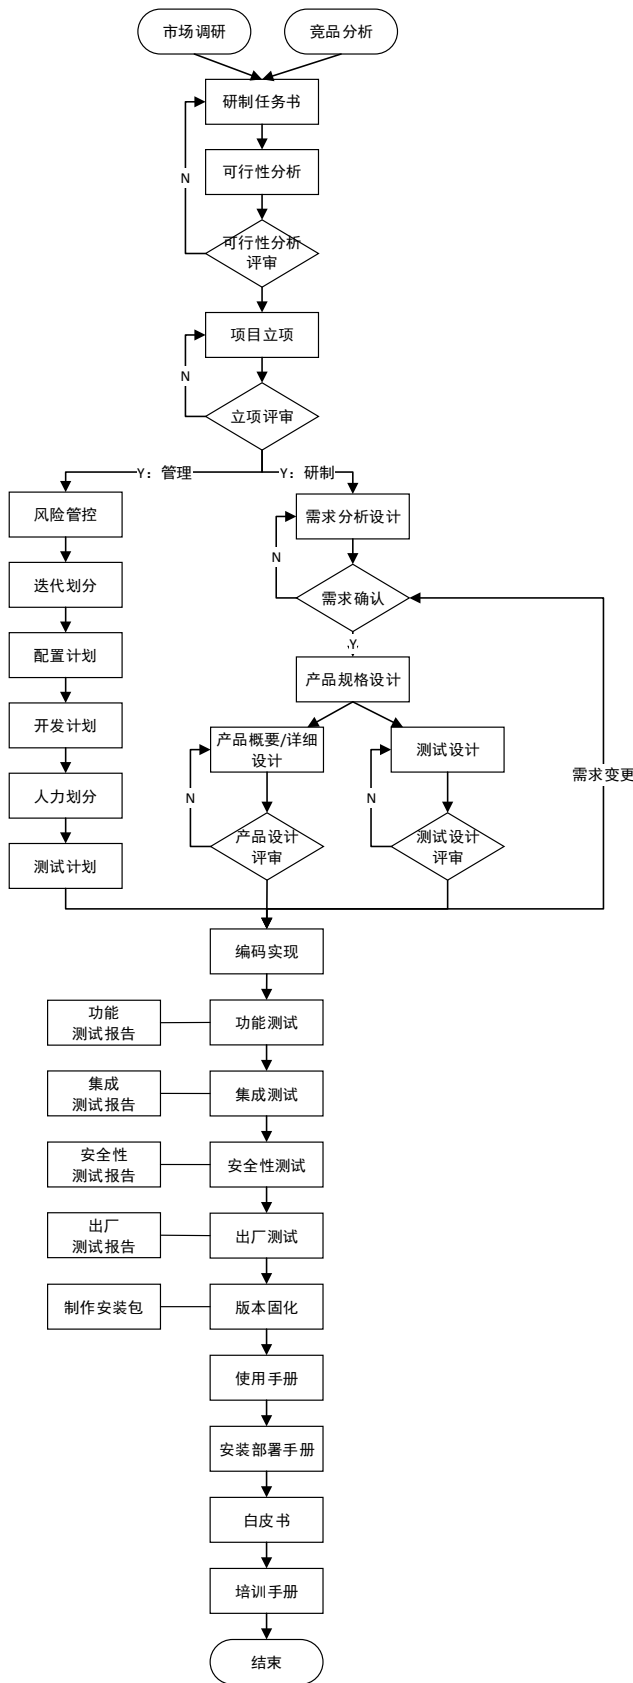 市场调研
竞品分析
研制任务书
N
可行性分析
可行性分析
评审
项目立项
N
立项评审
Y: 管理
Y: 研制
风险管控
需求分析设计
N
迭代划分
需求确认
Y
配置计划
产品规格设计
开发计划
产品概要/详细
设计
测试设计
需求变更
人力划分
N
N
测试计划
产品设计
评审
测试设计
评审
编码实现
功能
测试报告
功能测试
集成
测试报告
集成测试
安全性
测试报告
安全性测试
出厂
测试报告
出厂测试
制作安装包
版本固化
使用手册
安装部署手册
白皮书
培训手册
结束